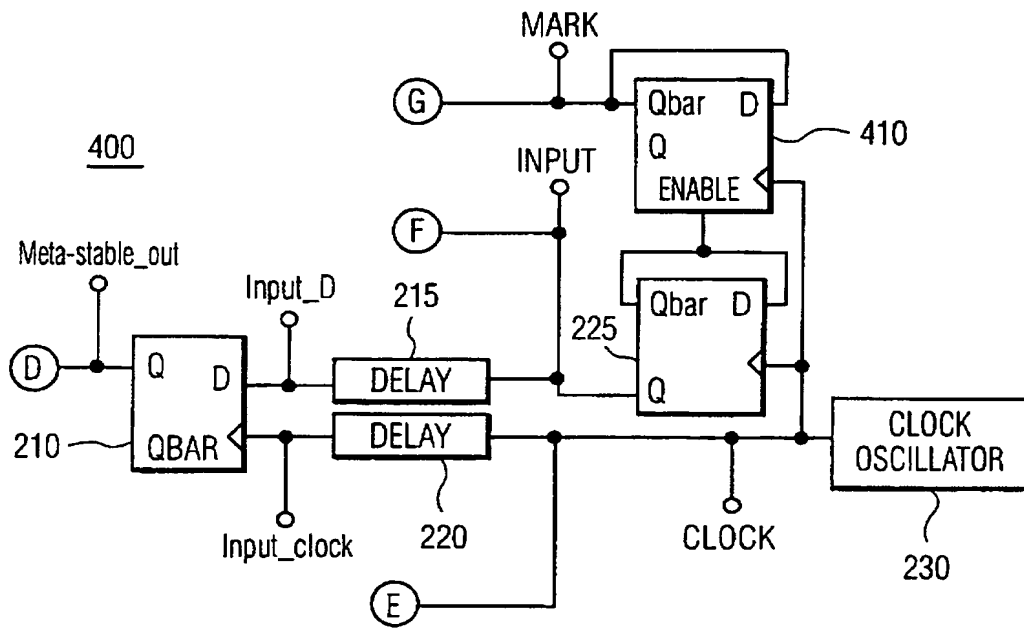 MARK
G
Qbar D
Q
ENABLE
410
400
INPUT
F
Meta-stable_out
Input_D
215
225
Qbar D
Q
D
Q
D
QBAR
210
DELAY
DELAY
CLOCK
OSCILLATOR
Input_clock
220
CLOCK
230
E